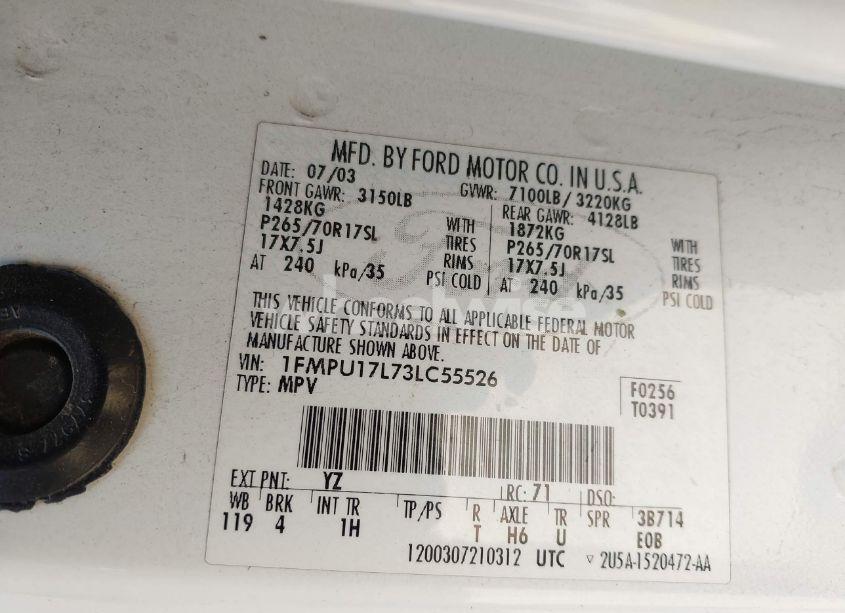 MFD. BY FORD MOTOR CO. IN U.S.A.
DATE: 07/03 GVWR: 7100LB/ 3220KG
FRONT GAWR: 3150LB REAR GAWR: 4128LB
1428KG WITH 1872KG WITH
P265/70R17SL TIRES P265/70R17SL TIRES
17X7.5J RIMS 17X7.5J RIMS
AT 240 kPa/35 PSI COLD AT 240 kPa/35 PSI COLD
THIS VEHICLE CONFORMS TO ALL APPLICABLE FEDERAL MOTOR
VEHICLE SAFETY STANDARDS IN EFFECT ON THE DATE OF
MANUFACTURE SHOWN ABOVE.
VIN: 1FMPU17L73LC55526
TYPE: MPV
F0256
T0391
EXT PNT: YZ RC: 71 DSO:
WB BRK INT TR TP/PS R AXLE TR SPR 3B714
119 4 1H T H6 U EOB
1200307210312 UTC ▽ 2U5A-1520472-AA